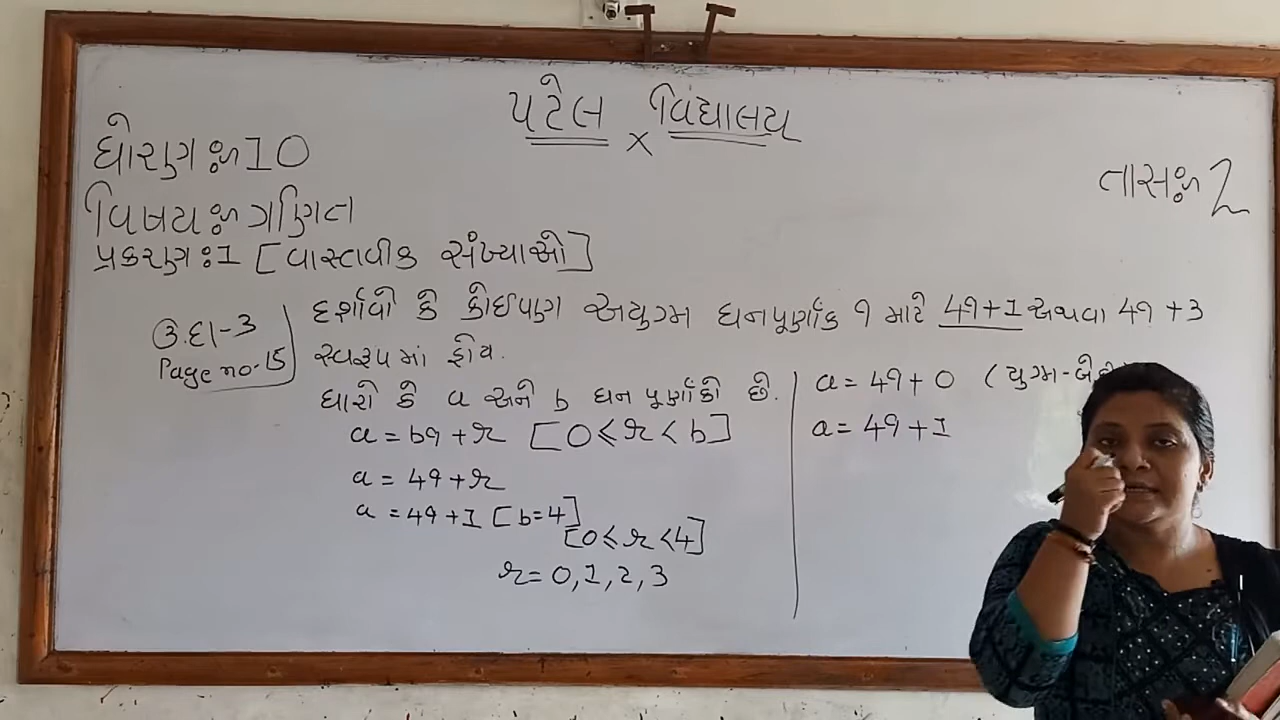 પટેલ x વિદ્યાલય
ધોરણ ઃ 10
તાસ ઃ 2
વિષય ઃ ગણિત
પ્રકરણ : 1 [વાસ્તવીક સંખ્યાઓ]
ઉ.દા-3
Page no-15
દર્શાવો કે કોઈપણ અયુગ્મ ઘનપૂર્ણાંક q માટે 4q+1 અથવા 4q+3
સ્વરૂપમાં હોય.
ધારો કે a અને b ઘન પૂર્ણાંકો છે.
a = bq + r [0 ≤ r < b]
a = 4q + r
a = 4q + 1 [b=4]
[0 ≤ r < 4]
r = 0, 1, 2, 3
a = 4q + 0 (યુગ્મ-
a = 4q + 1